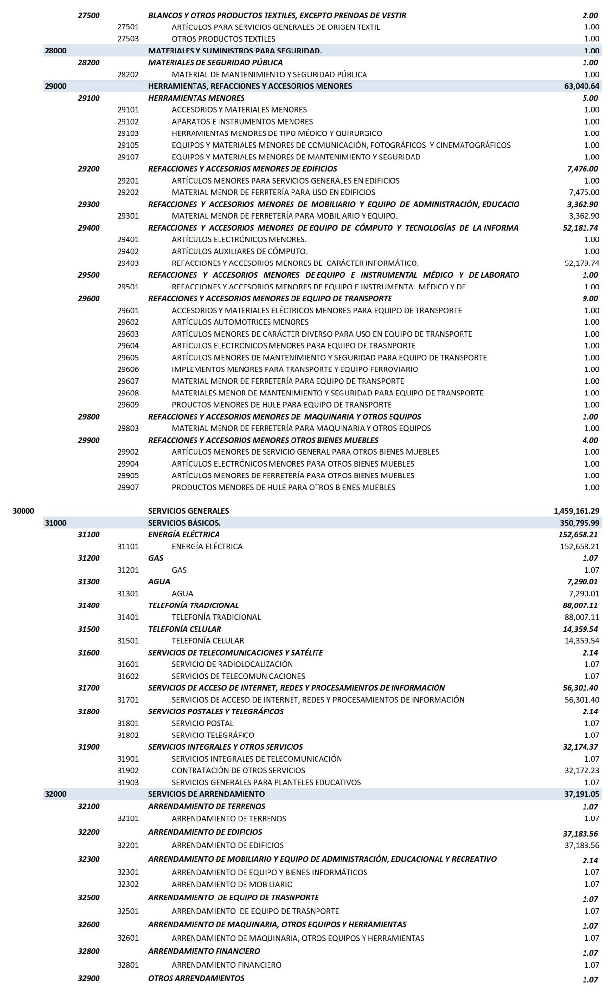 27500 BLANCOS Y OTROS PRODUCTOS TEXTILES, EXCEPTO PRENDAS DE VESTIR 2.00
27501 ARTÍCULOS PARA SERVICIOS GENERALES DE ORIGEN TEXTIL 1.00
27503 OTROS PRODUCTOS TEXTILES 1.00
28000 MATERIALES Y SUMINISTROS PARA SEGURIDAD. 1.00
28200 MATERIALES DE SEGURIDAD PÚBLICA 1.00
28202 MATERIAL DE MANTENIMIENTO Y SEGURIDAD PÚBLICA 1.00
29000 HERRAMIENTAS, REFACCIONES Y ACCESORIOS MENORES 63,040.64
29100 HERRAMIENTAS MENORES 5.00
29101 ACCESORIOS Y MATERIALES MENORES 1.00
29102 APARATOS E INSTRUMENTOS MENORES 1.00
29103 HERRAMIENTAS MENORES DE TIPO MÉDICO Y QUIRURGICO 1.00
29105 EQUIPOS Y MATERIALES MENORES DE COMUNICACIÓN, FOTOGRÁFICOS Y CINEMATOGRÁFICOS 1.00
29107 EQUIPOS Y MATERIALES MENORES DE MANTENIMIENTO Y SEGURIDAD 1.00
29200 REFACCIONES Y ACCESORIOS MENORES DE EDIFICIOS 7,476.00
29201 ARTÍCULOS MENORES PARA SERVICIOS GENERALES EN EDIFICIOS 1.00
29202 MATERIAL MENOR DE FERRTERÍA PARA USO EN EDIFICIOS 7,475.00
29300 REFACCIONES Y ACCESORIOS MENORES DE MOBILIARIO Y EQUIPO DE ADMINISTRACIÓN, EDUCACIO 3,362.90
29301 MATERIAL MENOR DE FERRETERÍA PARA MOBILIARIO Y EQUIPO. 3,362.90
29400 REFACCIONES Y ACCESORIOS MENORES DE EQUIPO DE CÓMPUTO Y TECNOLOGÍAS DE LA INFORMA 52,181.74
29401 ARTÍCULOS ELECTRÓNICOS MENORES. 1.00
29402 ARTÍCULOS AUXILIARES DE CÓMPUTO. 1.00
29403 REFACCIONES Y ACCESORIOS MENORES DE CARÁCTER INFORMÁTICO. 52,179.74
29500 REFACCIONES Y ACCESORIOS MENORES DE EQUIPO E INSTRUMENTAL MÉDICO Y DE LABORATO 1.00
29501 REFACCIONES Y ACCESORIOS MENORES DE EQUIPO E INSTRUMENTAL MÉDICO Y DE 1.00
29600 REFACCIONES Y ACCESORIOS MENORES DE EQUIPO DE TRANSPORTE 9.00
29601 ACCESORIOS Y MATERIALES ELÉCTRICOS MENORES PARA EQUIPO DE TRANSPORTE 1.00
29602 ARTÍCULOS AUTOMOTRICES MENORES 1.00
29603 ARTÍCULOS MENORES DE CARÁCTER DIVERSO PARA USO EN EQUIPO DE TRANSPORTE 1.00
29604 ARTÍCULOS ELECTRÓNICOS MENORES PARA EQUIPO DE TRASNPORTE 1.00
29605 ARTÍCULOS MENORES DE MANTENIMIENTO Y SEGURIDAD PARA EQUIPO DE TRANSPORTE 1.00
29606 IMPLEMENTOS MENORES PARA TRANSPORTE Y EQUIPO FERROVIARIO 1.00
29607 MATERIAL MENOR DE FERRETERÍA PARA EQUIPO DE TRANSPORTE 1.00
29608 MATERIALES MENOR DE MANTENIMIENTO Y SEGURIDAD PARA EQUIPO DE TRANSPORTE 1.00
29609 PROUCTOS MENORES DE HULE PARA EQUIPO DE TRANSPORTE 1.00
29800 REFACCIONES Y ACCESORIOS MENORES DE MAQUINARIA Y OTROS EQUIPOS 1.00
29803 MATERIAL MENOR DE FERRETERÍA PARA MAQUINARIA Y OTROS EQUIPOS 1.00
29900 REFACCIONES Y ACCESORIOS MENORES OTROS BIENES MUEBLES 4.00
29902 ARTÍCULOS MENORES DE SERVICIO GENERAL PARA OTROS BIENES MUEBLES 1.00
29904 ARTÍCULOS ELECTRÓNICOS MENORES PARA OTROS BIENES MUEBLES 1.00
29905 ARTÍCULOS MENORES DE FERRETERÍA PARA OTROS BIENES MUEBLES 1.00
29907 PRODUCTOS MENORES DE HULE PARA OTROS BIENES MUEBLES 1.00
30000 SERVICIOS GENERALES 1,459,161.29
31000 SERVICIOS BÁSICOS. 350,795.99
31100 ENERGÍA ELÉCTRICA 152,658.21
31101 ENERGÍA ELÉCTRICA 152,658.21
31200 GAS 1.07
31201 GAS 1.07
31300 AGUA 7,290.01
31301 AGUA 7,290.01
31400 TELEFONÍA TRADICIONAL 88,007.11
31401 TELEFONÍA TRADICIONAL 88,007.11
31500 TELEFONÍA CELULAR 14,359.54
31501 TELEFONÍA CELULAR 14,359.54
31600 SERVICIOS DE TELECOMUNICACIONES Y SATÉLITE 2.14
31601 SERVICIO DE RADIOLOCALIZACIÓN 1.07
31602 SERVICIOS DE TELECOMUNICACIONES 1.07
31700 SERVICIOS DE ACCESO DE INTERNET, REDES Y PROCESAMIENTOS DE INFORMACIÓN 56,301.40
31701 SERVICIOS DE ACCESO DE INTERNET, REDES Y PROCESAMIENTOS DE INFORMACIÓN 56,301.40
31800 SERVICIOS POSTALES Y TELEGRÁFICOS 2.14
31801 SERVICIO POSTAL 1.07
31802 SERVICIO TELEGRÁFICO 1.07
31900 SERVICIOS INTEGRALES Y OTROS SERVICIOS 32,174.37
31901 SERVICIOS INTEGRALES DE TELECOMUNICACIÓN 1.07
31902 CONTRATACIÓN DE OTROS SERVICIOS 32,172.23
31903 SERVICIOS GENERALES PARA PLANTELES EDUCATIVOS 1.07
32000 SERVICIOS DE ARRENDAMIENTO 37,191.05
32100 ARRENDAMIENTO DE TERRENOS 1.07
32101 ARRENDAMIENTO DE TERRENOS 1.07
32200 ARRENDAMIENTO DE EDIFICIOS 37,183.56
32201 ARRENDAMIENTO DE EDIFICIOS 37,183.56
32300 ARRENDAMIENTO DE MOBILIARIO Y EQUIPO DE ADMINISTRACIÓN, EDUCACIONAL Y RECREATIVO 2.14
32301 ARRENDAMIENTO DE EQUIPO Y BIENES INFORMÁTICOS 1.07
32302 ARRENDAMIENTO DE MOBILIARIO 1.07
32500 ARRENDAMIENTO DE EQUIPO DE TRASNPORTE 1.07
32501 ARRENDAMIENTO DE EQUIPO DE TRASNPORTE 1.07
32600 ARRENDAMIENTO DE MAQUINARIA, OTROS EQUIPOS Y HERRAMIENTAS 1.07
32601 ARRENDAMIENTO DE MAQUINARIA, OTROS EQUIPOS Y HERRAMIENTAS 1.07
32800 ARRENDAMIENTO FINANCIERO 1.07
32801 ARRENDAMIENTO FINANCIERO 1.07
32900 OTROS ARRENDAMIENTOS 1.07